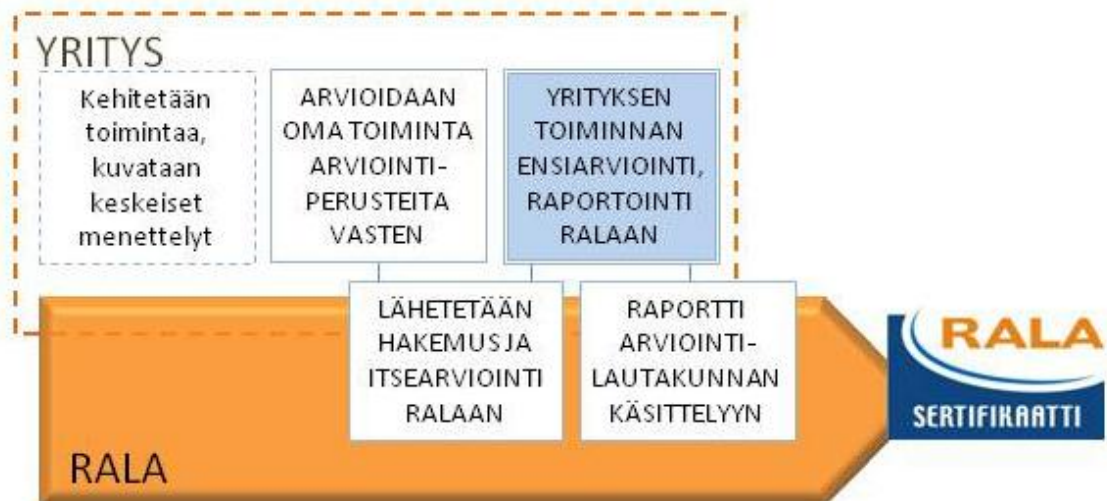 YRITYS
Kehitetään
toimintaa,
kuvataan
keskeiset
menettelyt
ARVIOIDAAN
OMA TOIMINTA
ARVIOINTI-
PERUSTEITA
VASTEN
YRITYKSEN
TOIMINNAN
ENSIARVIOINTI,
RAPORTOINTI
RALAAN
LÄHETETÄÄN
HAKEMUS JA
ITSEARVIOINTI
RALAAN
RAPORTTI
ARVIOINTI-
LAUTAKUNNAN
KÄSITTELYYN
RALA
RALA
SERTIFIKAATTI